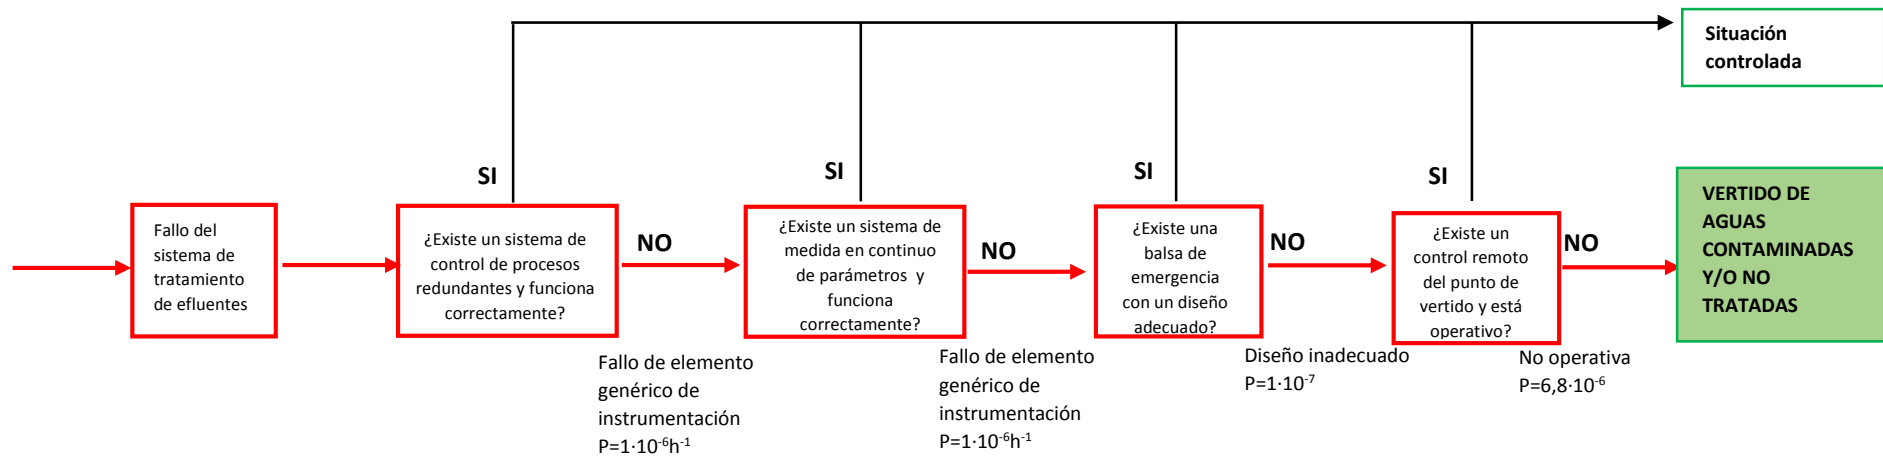 Situación
controlada
SI
SI
SI
SI
Fallo del
sistema de
tratamiento
de efluentes
¿Existe un sistema de
control de procesos
redundantes y funciona
correctamente?
NO
¿Existe un sistema de
medida en continuo
de parámetros y
funciona
correctamente?
NO
¿Existe una
balsa de
emergencia
con un diseño
adecuado?
NO
¿Existe un
control remoto
del punto de
vertido y está
operativo?
NO
VERTIDO DE
AGUAS
CONTAMINADAS
Y/O NO
TRATADAS
Fallo de elemento
genérico de
instrumentación
P=1·10⁻⁶h⁻¹
Fallo de elemento
genérico de
instrumentación
P=1·10⁻⁶h⁻¹
Diseño inadecuado
P=1·10⁻⁷
No operativa
P=6,8·10⁻⁶